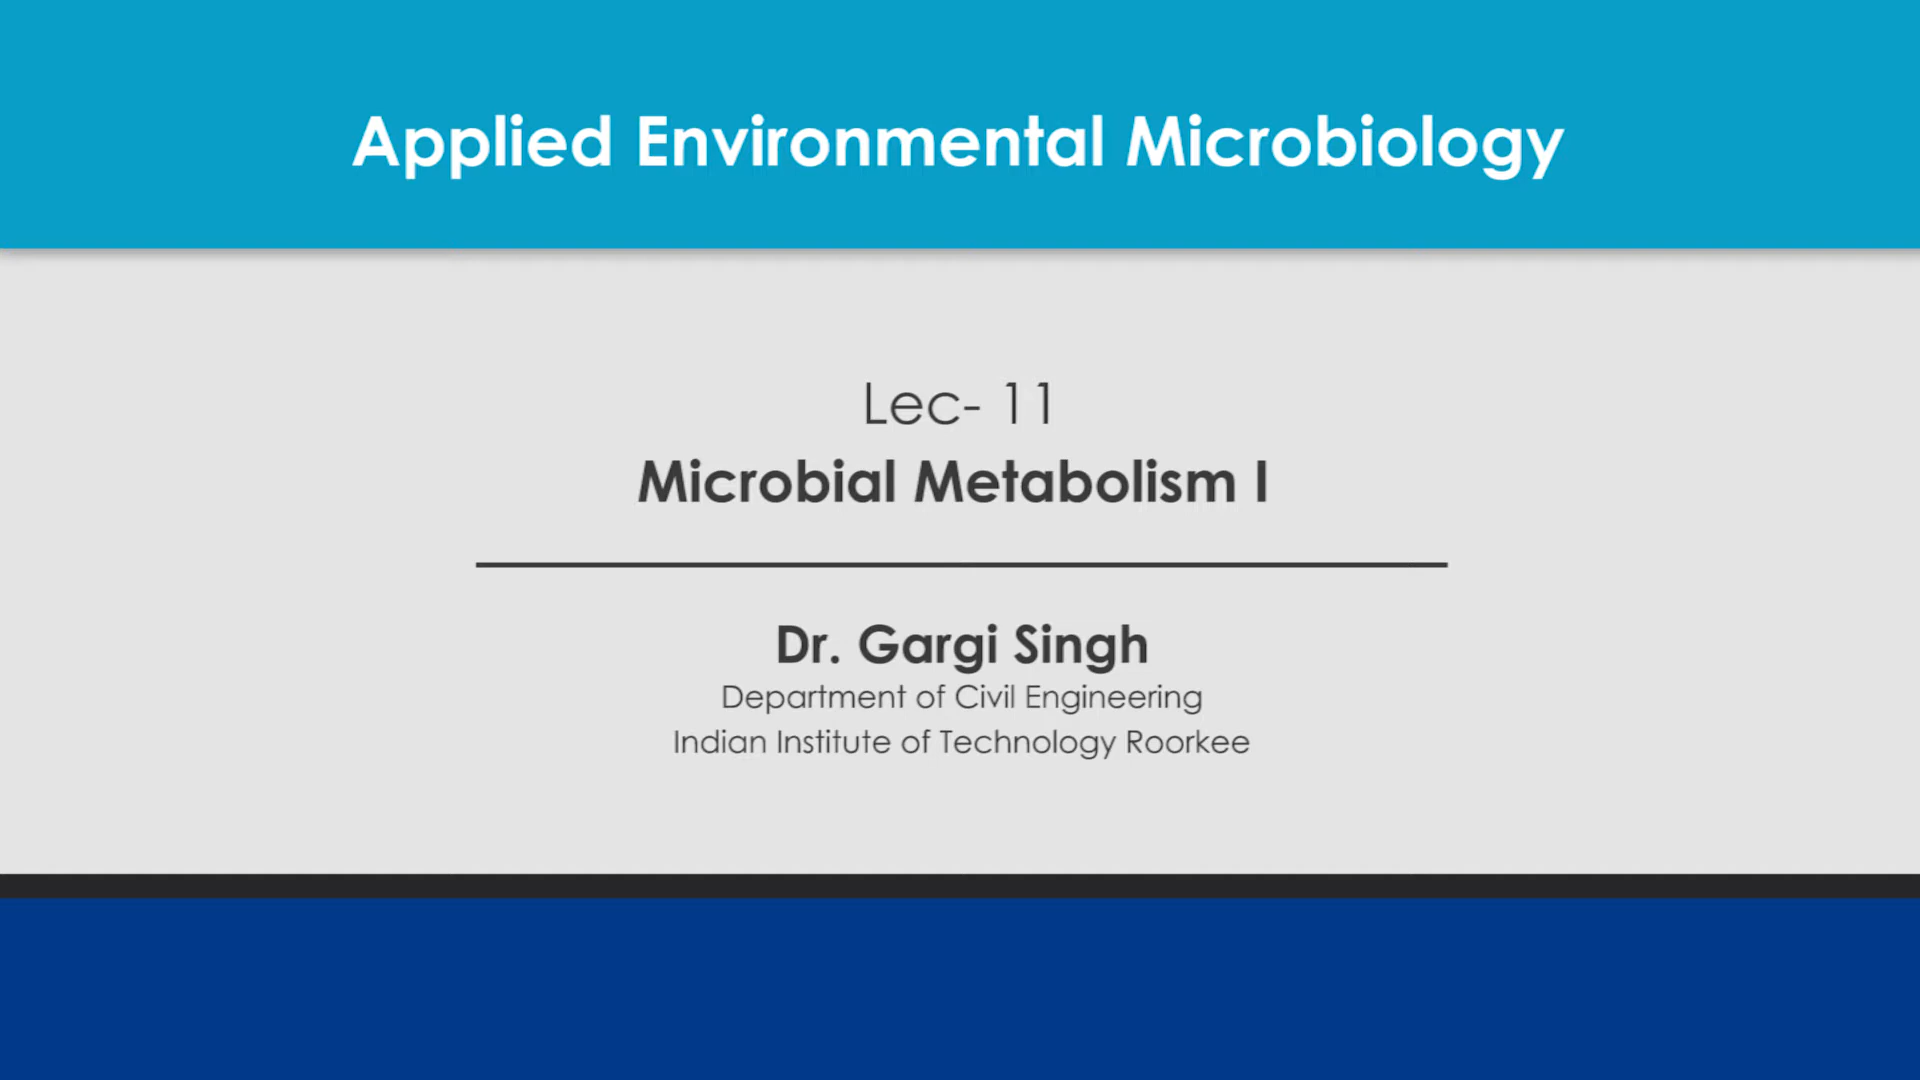 Applied Environmental Microbiology
Lec- 11
Microbial Metabolism I
Dr. Gargi Singh
Department of Civil Engineering
Indian Institute of Technology Roorkee